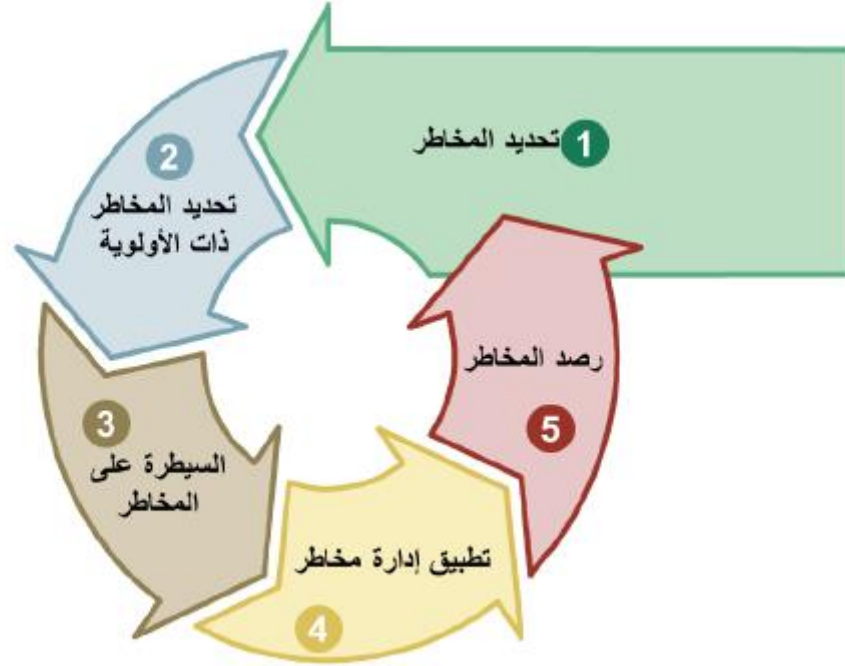 1 تحديد المخاطر
2
تحديد المخاطر
ذات الأولوية
3
السيطرة على
المخاطر
تطبيق إدارة مخاطر
4
رصد المخاطر
5